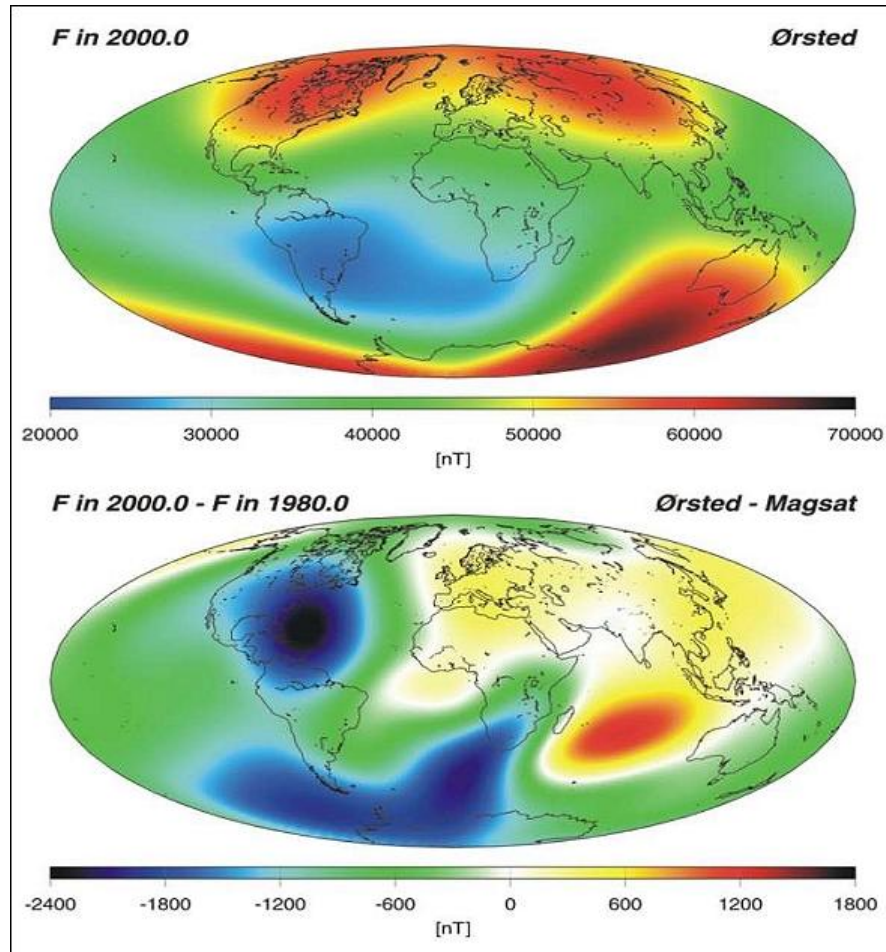 F in 2000.0 Ørsted
20000 30000 40000 50000 60000 70000
[nT]
F in 2000.0 - F in 1980.0 Ørsted - Magsat
-2400 -1800 -1200 -600 0 600 1200 1800
[nT]